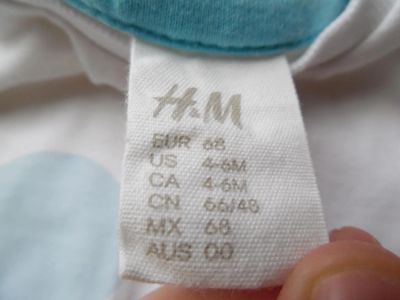 H&M
EUR 68
US 4-6M
CA 4-6M
CN 66/48
MX 68
AUS 00